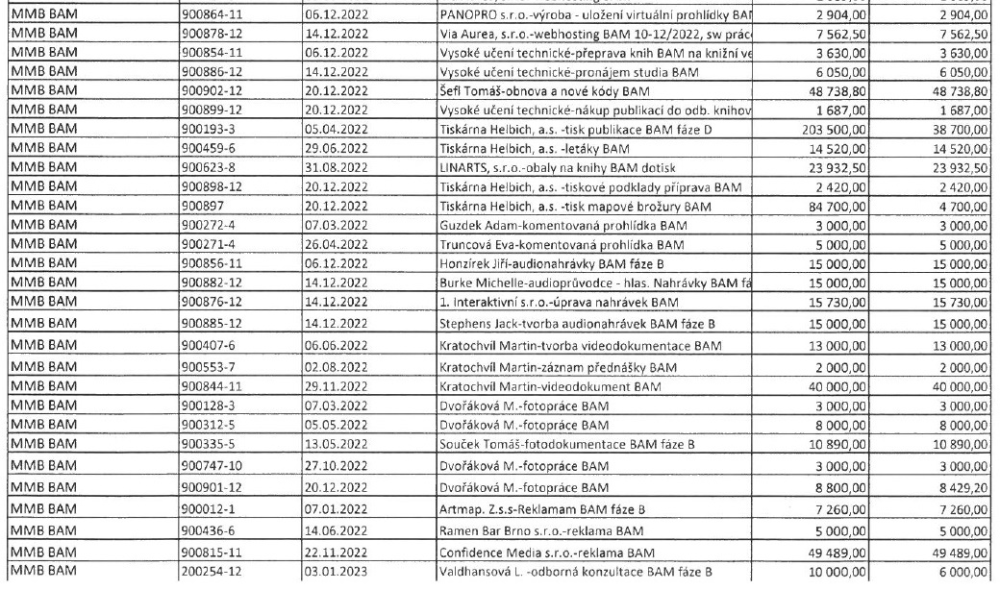 MMB BAM 900864-11 06.12.2022 PANOPRO s.r.o.-výroba - uložení virtuální prohlídky BAM 2 904,00 2 904,00
MMB BAM 900878-12 14.12.2022 Via Aurea, s.r.o.-webhosting BAM 10-12/2022, sw prác 7 562,50 7 562,50
MMB BAM 900854-11 06.12.2022 Vysoké učení technické-přeprava knih BAM na knižní ve 3 630,00 3 630,00
MMB BAM 900886-12 14.12.2022 Vysoké učení technické-pronájem studia BAM 6 050,00 6 050,00
MMB BAM 900902-12 20.12.2022 Šefl Tomáš-obnova a nové kódy BAM 48 738,80 48 738,80
MMB BAM 900899-12 20.12.2022 Vysoké učení technické-nákup publikací do odb. knihov 1 687,00 1 687,00
MMB BAM 900193-3 05.04.2022 Tiskárna Helbich, a.s. -tisk publikace BAM fáze D 203 500,00 38 700,00
MMB BAM 900459-6 29.06.2022 Tiskárna Helbich, a.s. -letáky BAM 14 520,00 14 520,00
MMB BAM 900623-8 31.08.2022 LINARTS, s.r.o.-obaly na knihy BAM dotisk 23 932,50 23 932,50
MMB BAM 900898-12 20.12.2022 Tiskárna Helbich, a.s. -tiskové podklady příprava BAM 2 420,00 2 420,00
MMB BAM 900897 20.12.2022 Tiskárna Helbich, a.s. -tisk mapové brožury BAM 84 700,00 4 700,00
MMB BAM 900272-4 07.03.2022 Guzdek Adam-komentovaná prohlídka BAM 3 000,00 3 000,00
MMB BAM 900271-4 26.04.2022 Truncová Eva-komentovaná prohlídka BAM 5 000,00 5 000,00
MMB BAM 900856-11 06.12.2022 Honzírek Jiří-audionahrávky BAM fáze B 15 000,00 15 000,00
MMB BAM 900882-12 14.12.2022 Burke Michelle-audioprůvodce - hlas. Nahrávky BAM fá 15 000,00 15 000,00
MMB BAM 900876-12 14.12.2022 1. Interaktivní s.r.o.-úprava nahrávek BAM 15 730,00 15 730,00
MMB BAM 900885-12 14.12.2022 Stephens Jack-tvorba audionahrávek BAM fáze B 15 000,00 15 000,00
MMB BAM 900407-6 06.06.2022 Kratochvíl Martin-tvorba videodokumentace BAM 13 000,00 13 000,00
MMB BAM 900553-7 02.08.2022 Kratochvíl Martin-záznam přednášky BAM 2 000,00 2 000,00
MMB BAM 900844-11 29.11.2022 Kratochvíl Martin-videodokument BAM 40 000,00 40 000,00
MMB BAM 900128-3 07.03.2022 Dvořáková M.-fotopráce BAM 3 000,00 3 000,00
MMB BAM 900312-5 05.05.2022 Dvořáková M.-fotopráce BAM 8 000,00 8 000,00
MMB BAM 900335-5 13.05.2022 Souček Tomáš-fotodokumentace BAM fáze B 10 890,00 10 890,00
MMB BAM 900747-10 27.10.2022 Dvořáková M.-fotopráce BAM 3 000,00 3 000,00
MMB BAM 900901-12 20.12.2022 Dvořáková M.-fotopráce BAM 8 800,00 8 429,20
MMB BAM 900012-1 07.01.2022 Artmap. Z.s.s-Reklamam BAM fáze B 7 260,00 7 260,00
MMB BAM 900436-6 14.06.2022 Ramen Bar Brno s.r.o.-reklama BAM 5 000,00 5 000,00
MMB BAM 900815-11 22.11.2022 Confidence Media s.r.o.-reklama BAM 49 489,00 49 489,00
MMB BAM 200254-12 03.01.2023 Valdhansová L. -odborná konzultace BAM fáze B 10 000,00 6 000,00